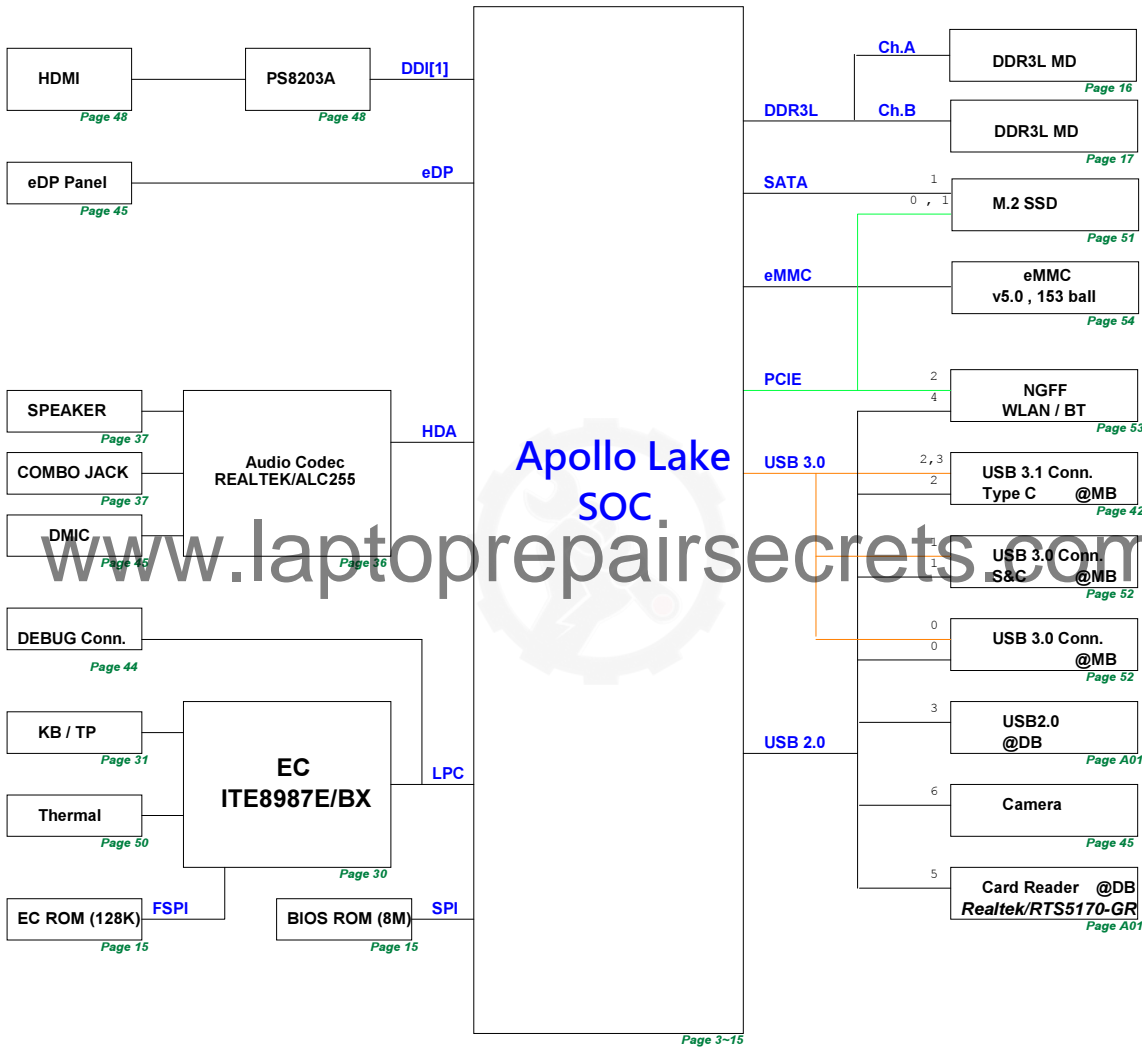 HDMI
Page 48
PS8203A
Page 48
DDI[1]
eDP Panel
Page 45
eDP
SPEAKER
Page 37
COMBO JACK
Page 37
DMIC
Page 45
Audio Codec
REALTEK/ALC255
Page 36
HDA
DEBUG Conn.
Page 44
KB / TP
Page 31
Thermal
Page 50
EC
ITE8987E/BX
Page 30
LPC
EC ROM (128K)
Page 15
FSPI
BIOS ROM (8M)
Page 15
SPI
Apollo Lake
SOC
Page 3~15
www.laptoprepairsecrets.com
DDR3L
Ch.A
DDR3L MD
Page 16
Ch.B
DDR3L MD
Page 17
SATA
1
0 , 1
M.2 SSD
Page 51
eMMC
eMMC
v5.0 , 153 ball
Page 54
PCIE
2
4
NGFF
WLAN / BT
Page 53
USB 3.0
2,3
2
USB 3.1 Conn.
Type C @MB
Page 42
1
1
USB 3.0 Conn.
S&C @MB
Page 52
0
0
USB 3.0 Conn.
@MB
Page 52
USB 2.0
3
USB2.0
@DB
Page A01
6
Camera
Page 45
5
Card Reader @DB
Realtek/RTS5170-GR
Page A01